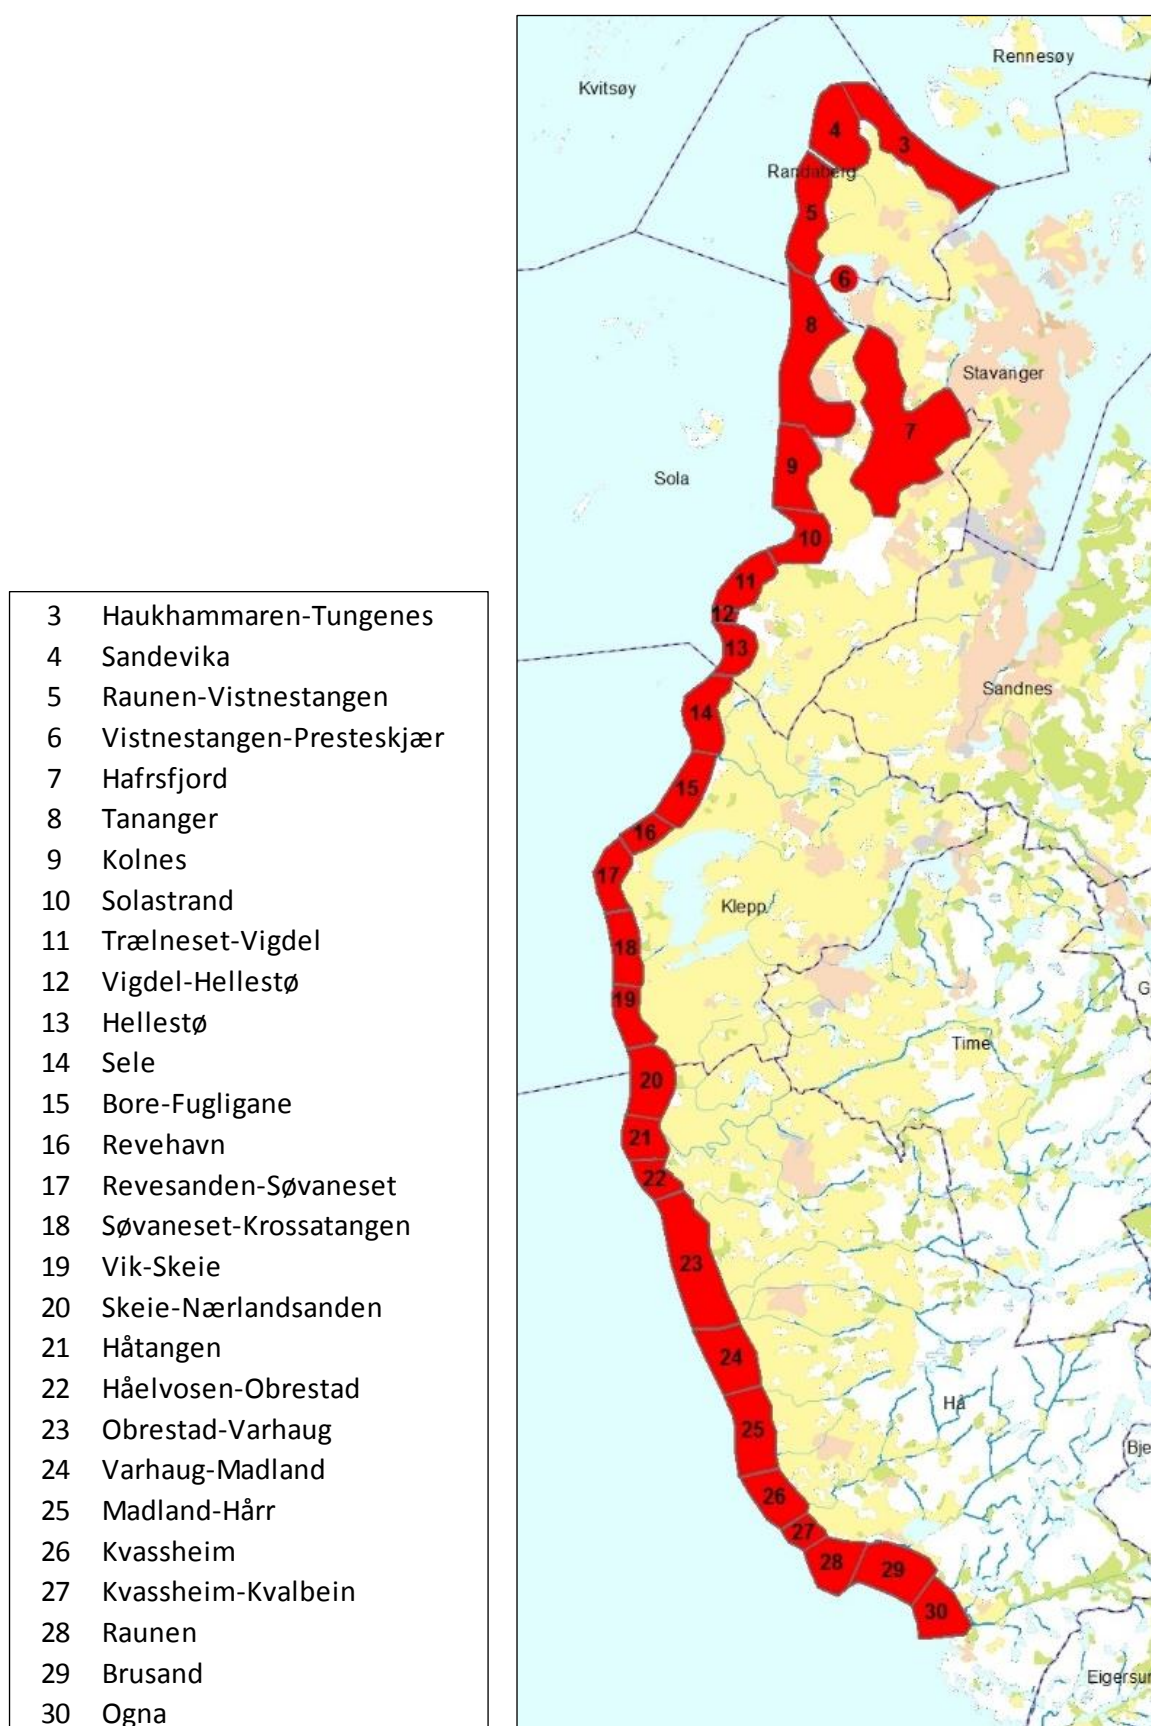 3 Haukhammaren-Tungenes
4 Sandevika
5 Raunen-Vistnestangen
6 Vistnestangen-Presteskjær
7 Hafrsfjord
8 Tananger
9 Kolnes
10 Solastrand
11 Trælneset-Vigdel
12 Vigdel-Hellestø
13 Hellestø
14 Sele
15 Bore-Fugligane
16 Revehavn
17 Revesanden-Søvaneset
18 Søvaneset-Krossatangen
19 Vik-Skeie
20 Skeie-Nærlandsanden
21 Håtangen
22 Håelvosen-Obrestad
23 Obrestad-Varhaug
24 Varhaug-Madland
25 Madland-Hårr
26 Kvassheim
27 Kvassheim-Kvalbein
28 Raunen
29 Brusand
30 Ogna
Rennesøy
Kvitsøy
4
3
Randaberg
5
6
8
Stavanger
7
9
Sola
10
11
12
13
Sandnes
14
15
16
17
Klepp
18
G
19
Time
20
21
22
23
24
Hå
25
Bje
26
27
28
29
30
Eigersun